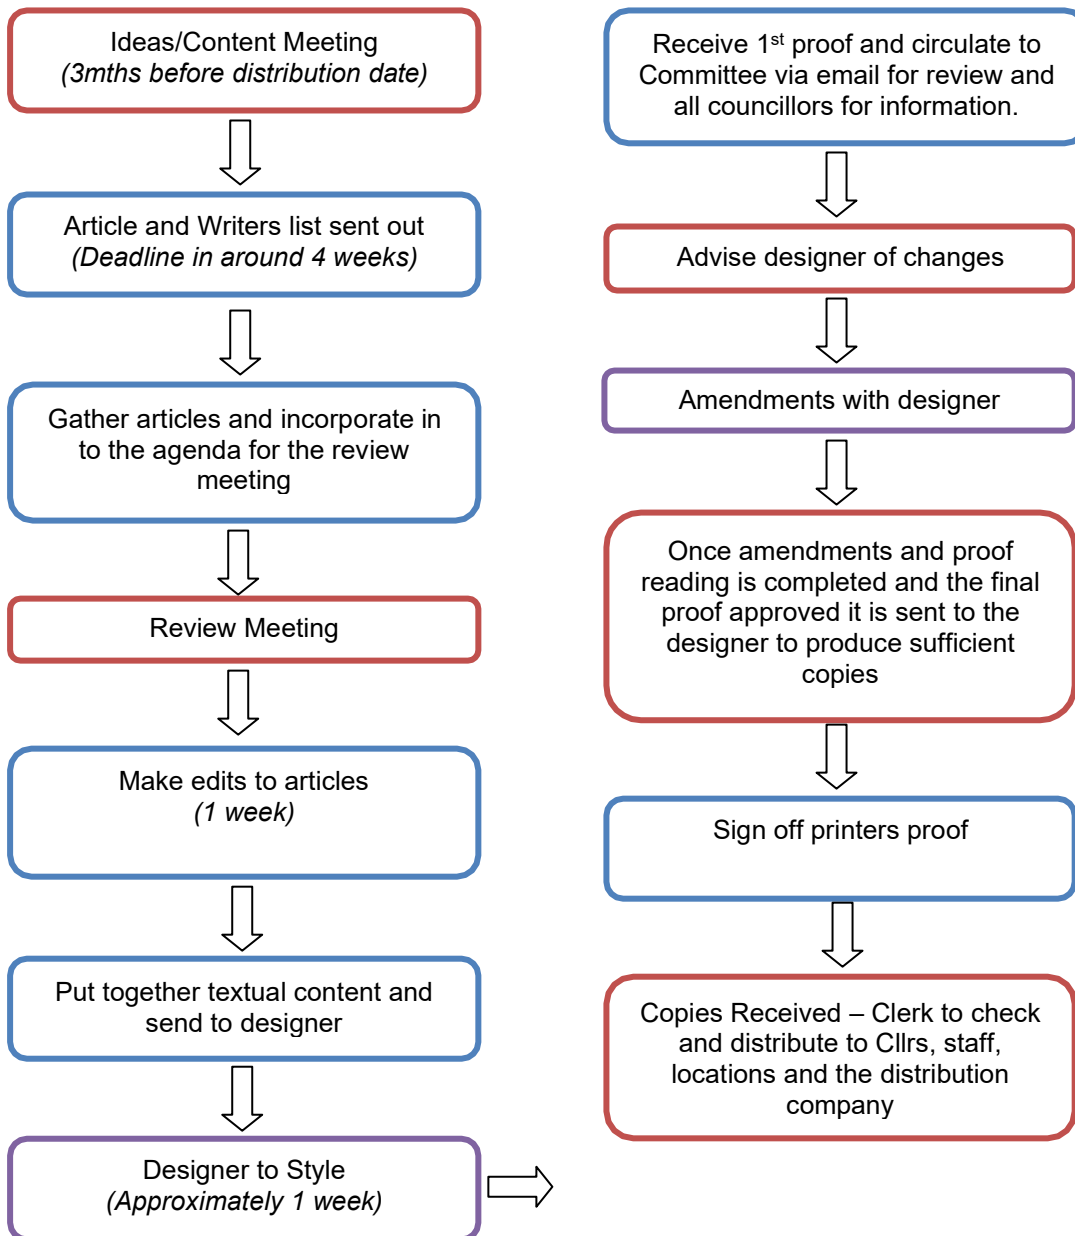 Ideas/Content Meeting
(3mths before distribution date)
Article and Writers list sent out
(Deadline in around 4 weeks)
Gather articles and incorporate in
to the agenda for the review
meeting
Review Meeting
Make edits to articles
(1 week)
Put together textual content and
send to designer
Designer to Style
(Approximately 1 week)
Receive 1st proof and circulate to
Committee via email for review and
all councillors for information.
Advise designer of changes
Amendments with designer
Once amendments and proof
reading is completed and the final
proof approved it is sent to the
designer to produce sufficient
copies
Sign off printers proof
Copies Received – Clerk to check
and distribute to Cllrs, staff,
locations and the distribution
company